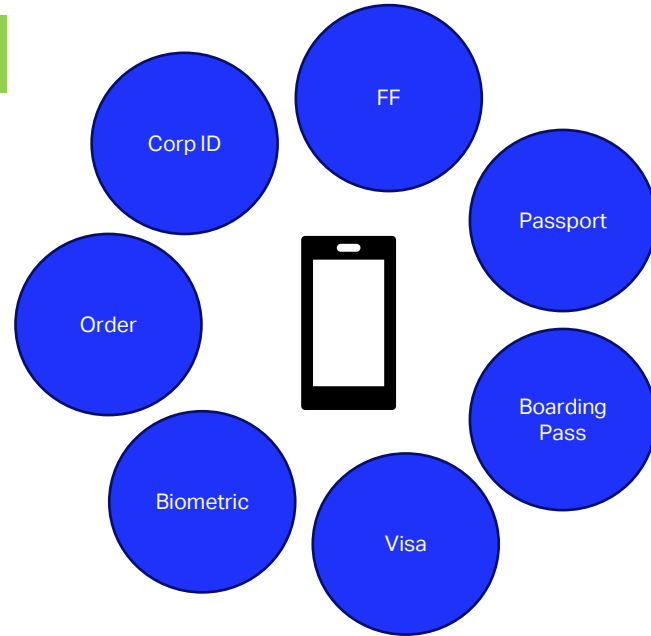 FF
Corp ID
Passport
Order
Boarding
Pass
Biometric
Visa